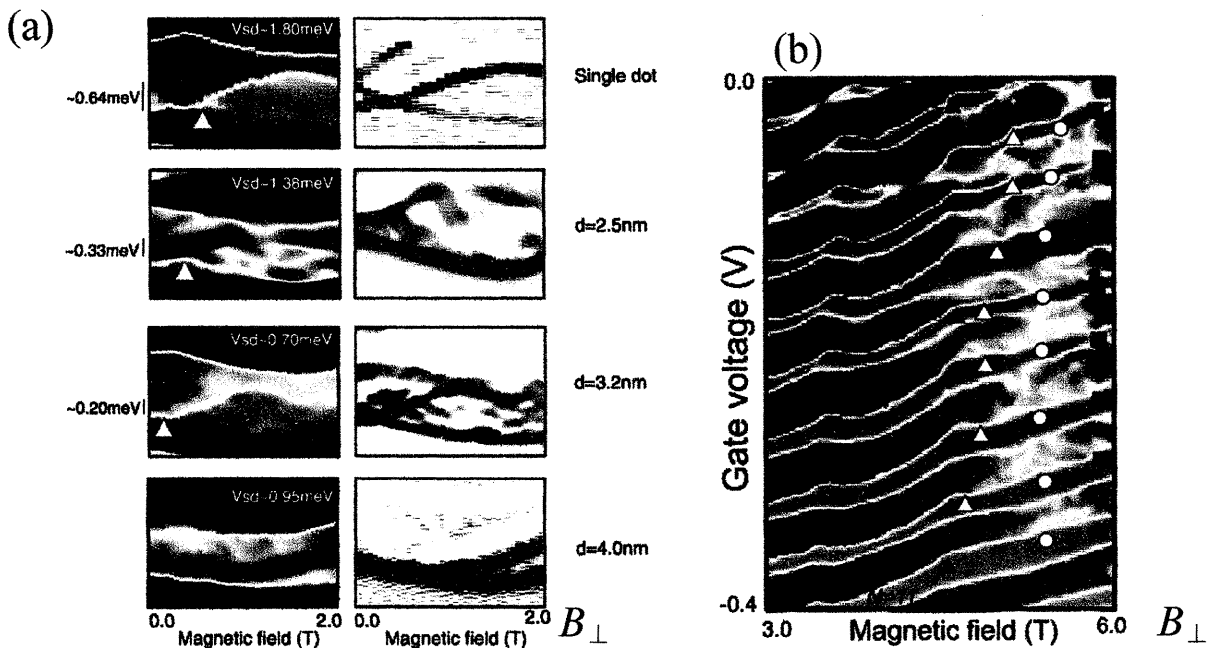 (a)
Vsd~1.80meV
~0.64meV
Single dot
Vsd~1.38meV
~0.33meV
d=2.5nm
Vsd~0.70meV
~0.20meV
d=3.2nm
Vsd~0.95meV
d=4.0nm
0.0 2.0 0.0 2.0
Magnetic field (T) Magnetic field (T) B⊥
(b)
0.0
Gate voltage (V)
-0.4
3.0 Magnetic field (T) 6.0 B⊥